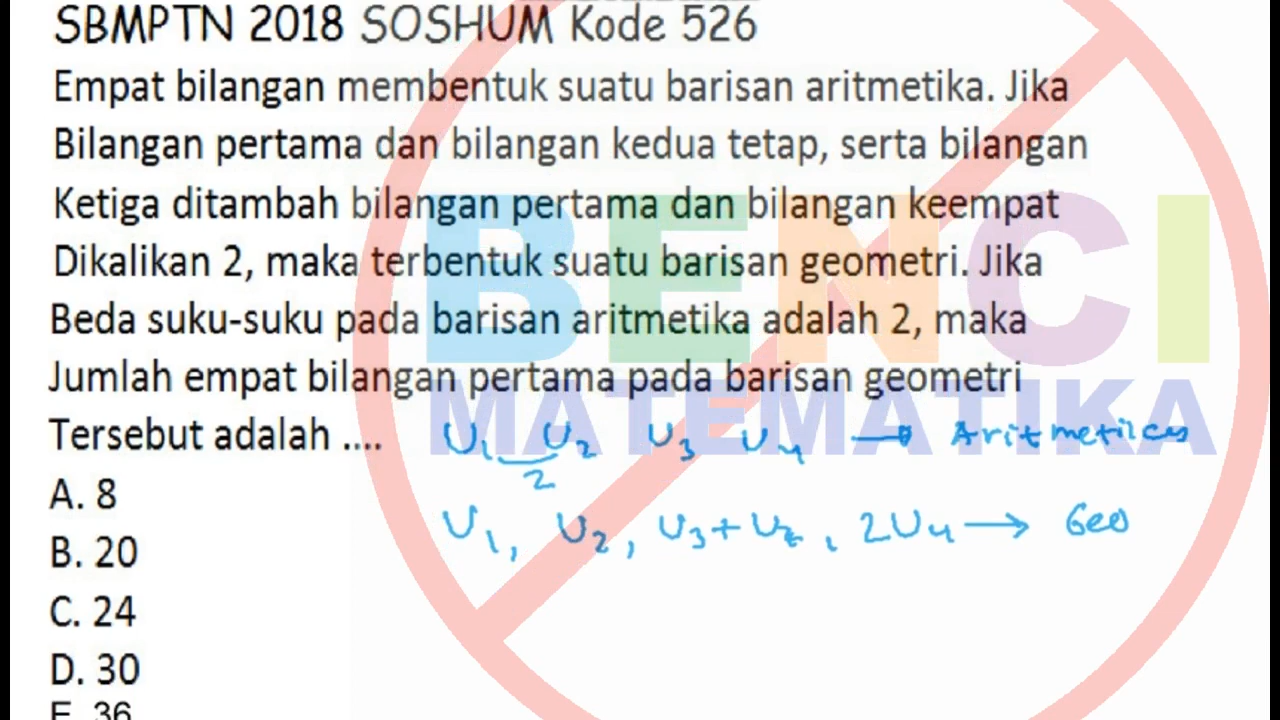 SBMPTN 2018 SOSHUM Kode 526
Empat bilangan membentuk suatu barisan aritmetika. Jika
Bilangan pertama dan bilangan kedua tetap, serta bilangan
Ketiga ditambah bilangan pertama dan bilangan keempat
Dikalikan 2, maka terbentuk suatu barisan geometri. Jika
Beda suku-suku pada barisan aritmetika adalah 2, maka
Jumlah empat bilangan pertama pada barisan geometri
Tersebut adalah ....
U1 U2 U3 U4 → Aritmetika
2
U1, U2, U3+U, 2U4 → Geo
A. 8
B. 20
C. 24
D. 30
E. 36
BENCI
MATEMATIKA